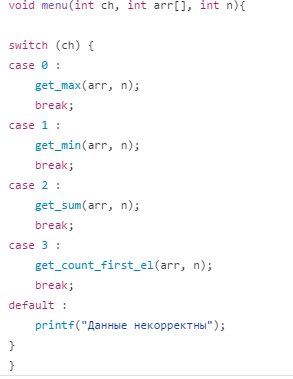 void menu(int ch, int arr[], int n){
switch (ch) {
case 0 :
    get_max(arr, n);
    break;
case 1 :
    get_min(arr, n);
    break;
case 2 :
    get_sum(arr, n);
    break;
case 3 :
    get_count_first_el(arr, n);
    break;
default :
    printf("Данные некорректны");
}
}